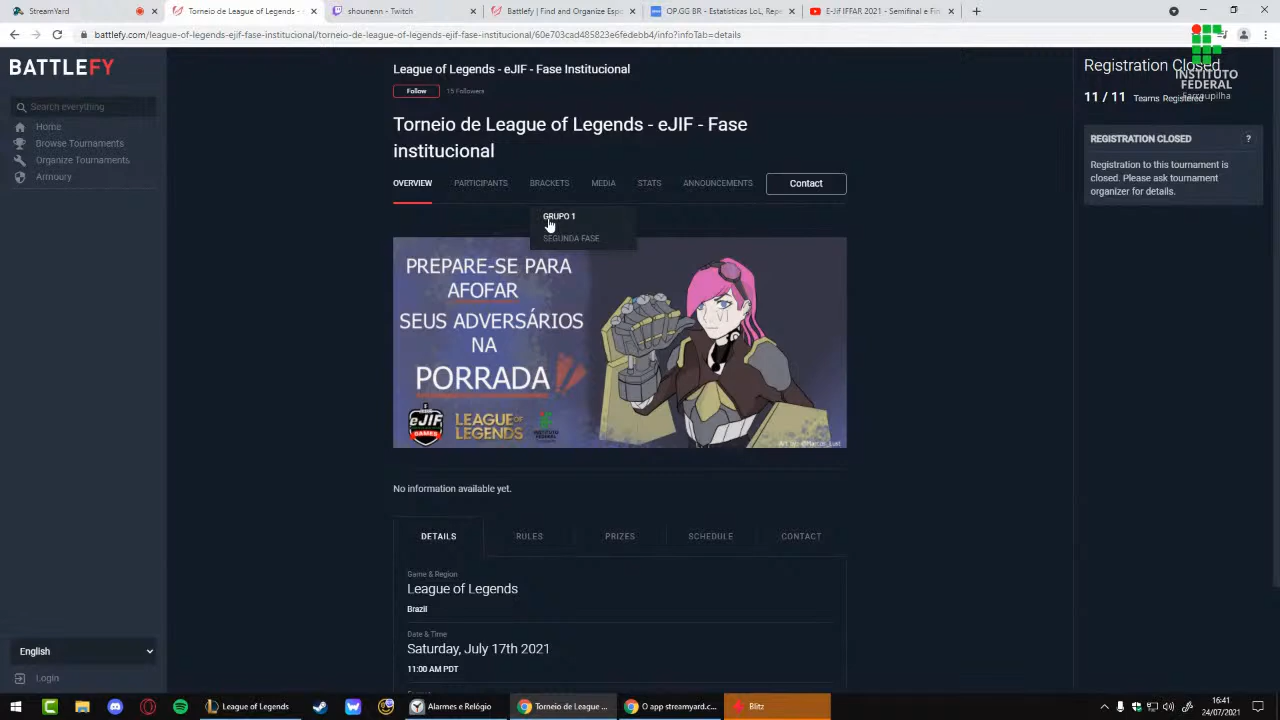 StreamYard
Torneio de League of Legends -
shounenn - Twitch
Battlefy | Find and Organize Espo
OP.GG BR - Estatísticas LoL, Repo
E-Jif IFFAR 2021 - Semifinal e Fi
battlefy.com/league-of-legends-ejif-fase-institucional/torneio-de-league-of-legends-ejif-fase-institucional/60e703cad485823e6fedebb4/info?infoTab=details
BATTLEFY
Search everything
Home
Browse Tournaments
Organize Tournaments
Armoury
League of Legends - eJIF - Fase Institucional
Follow
15 Followers
Torneio de League of Legends - eJIF - Fase
institucional
OVERVIEW
PARTICIPANTS
BRACKETS
MEDIA
STATS
ANNOUNCEMENTS
Contact
GRUPO 1
SEGUNDA FASE
PREPARE-SE PARA
AFOFAR
SEUS ADVERSÁRIOS
NA
PORRADA!!
eJIF
GAMES
LEAGUE OF
LEGENDS
VI
Art by: @Marcos_Luid
No information available yet.
DETAILS
RULES
PRIZES
SCHEDULE
CONTACT
Game & Region
League of Legends
Brazil
Date & Time
Saturday, July 17th 2021
11:00 AM PDT
Registration Closed
11 / 11 Teams Registered
REGISTRATION CLOSED
?
Registration to this tournament is
closed. Please ask tournament
organizer for details.
INSTITUTO
FEDERAL
Farroupilha
English
Login
League of Legends
Alarmes e Relógio
Torneio de League ...
O app streamyard.c...
Blitz
16:41
24/07/2021